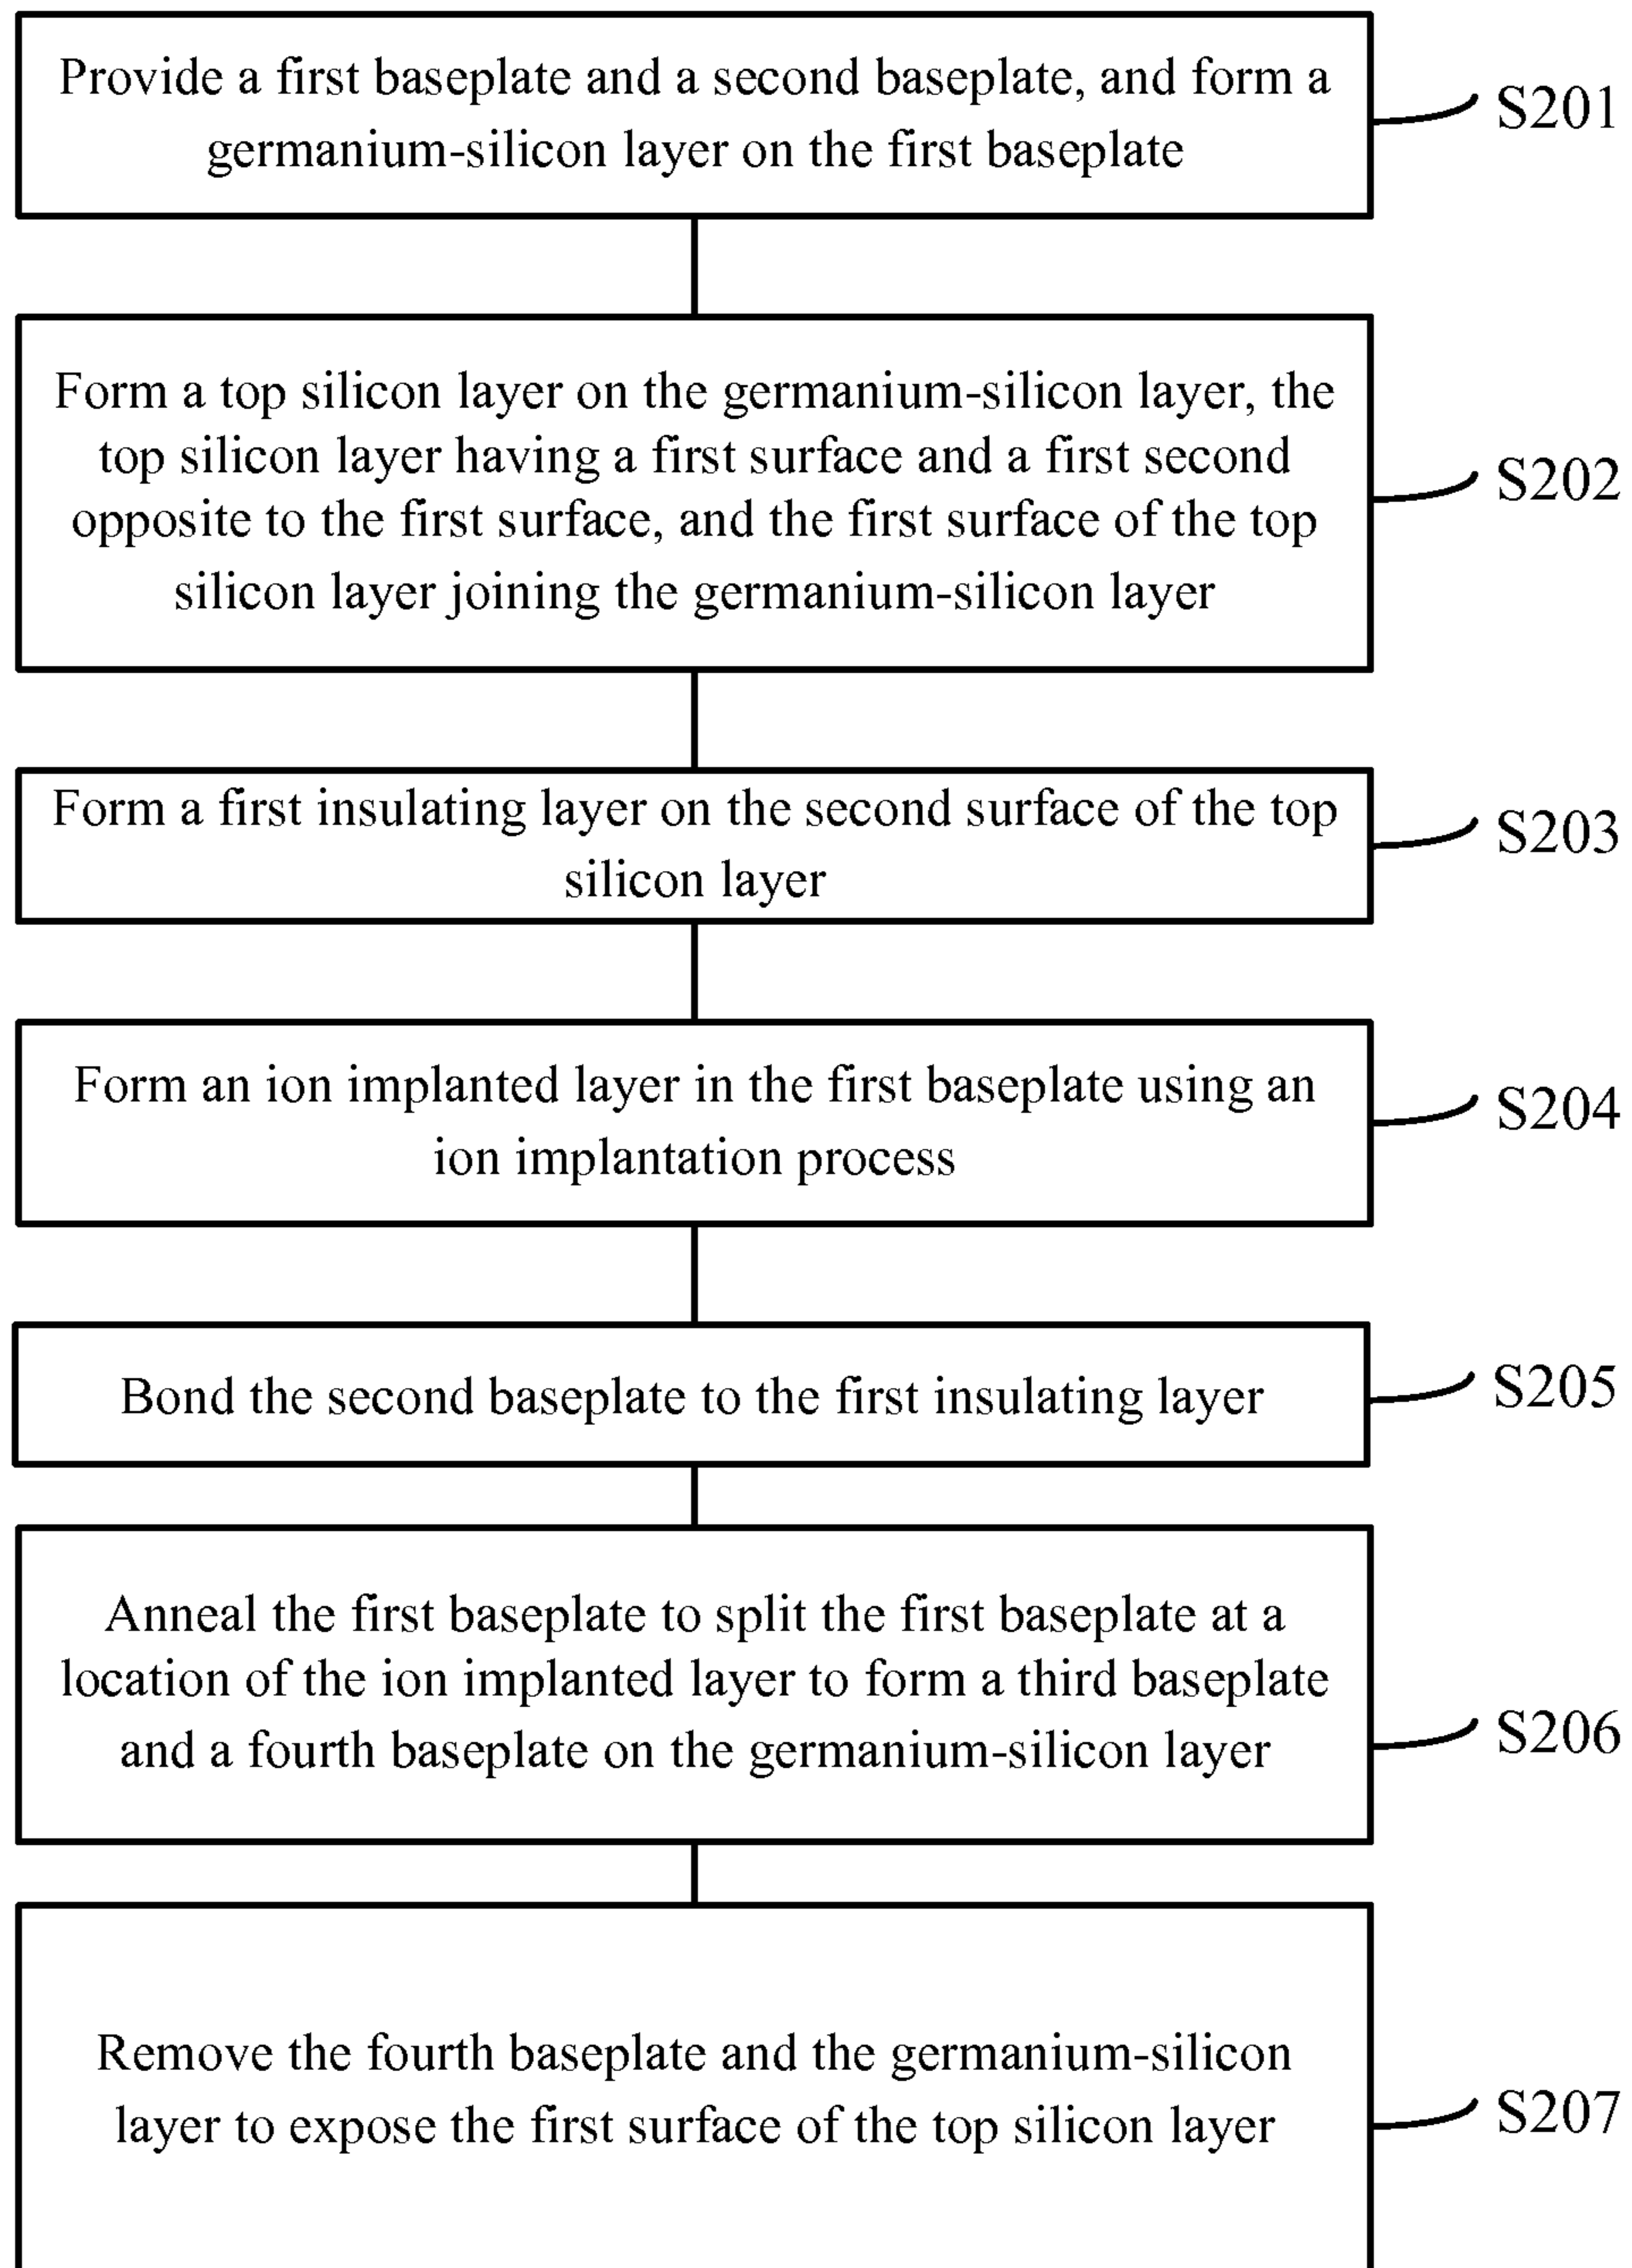 Provide a first baseplate and a second baseplate, and form a
germanium-silicon layer on the first baseplate
S201
Form a top silicon layer on the germanium-silicon layer, the
top silicon layer having a first surface and a first second
opposite to the first surface, and the first surface of the top
silicon layer joining the germanium-silicon layer
S202
Form a first insulating layer on the second surface of the top
silicon layer
S203
Form an ion implanted layer in the first baseplate using an
ion implantation process
S204
Bond the second baseplate to the first insulating layer
S205
Anneal the first baseplate to split the first baseplate at a
location of the ion implanted layer to form a third baseplate
and a fourth baseplate on the germanium-silicon layer
S206
Remove the fourth baseplate and the germanium-silicon
layer to expose the first surface of the top silicon layer
S207